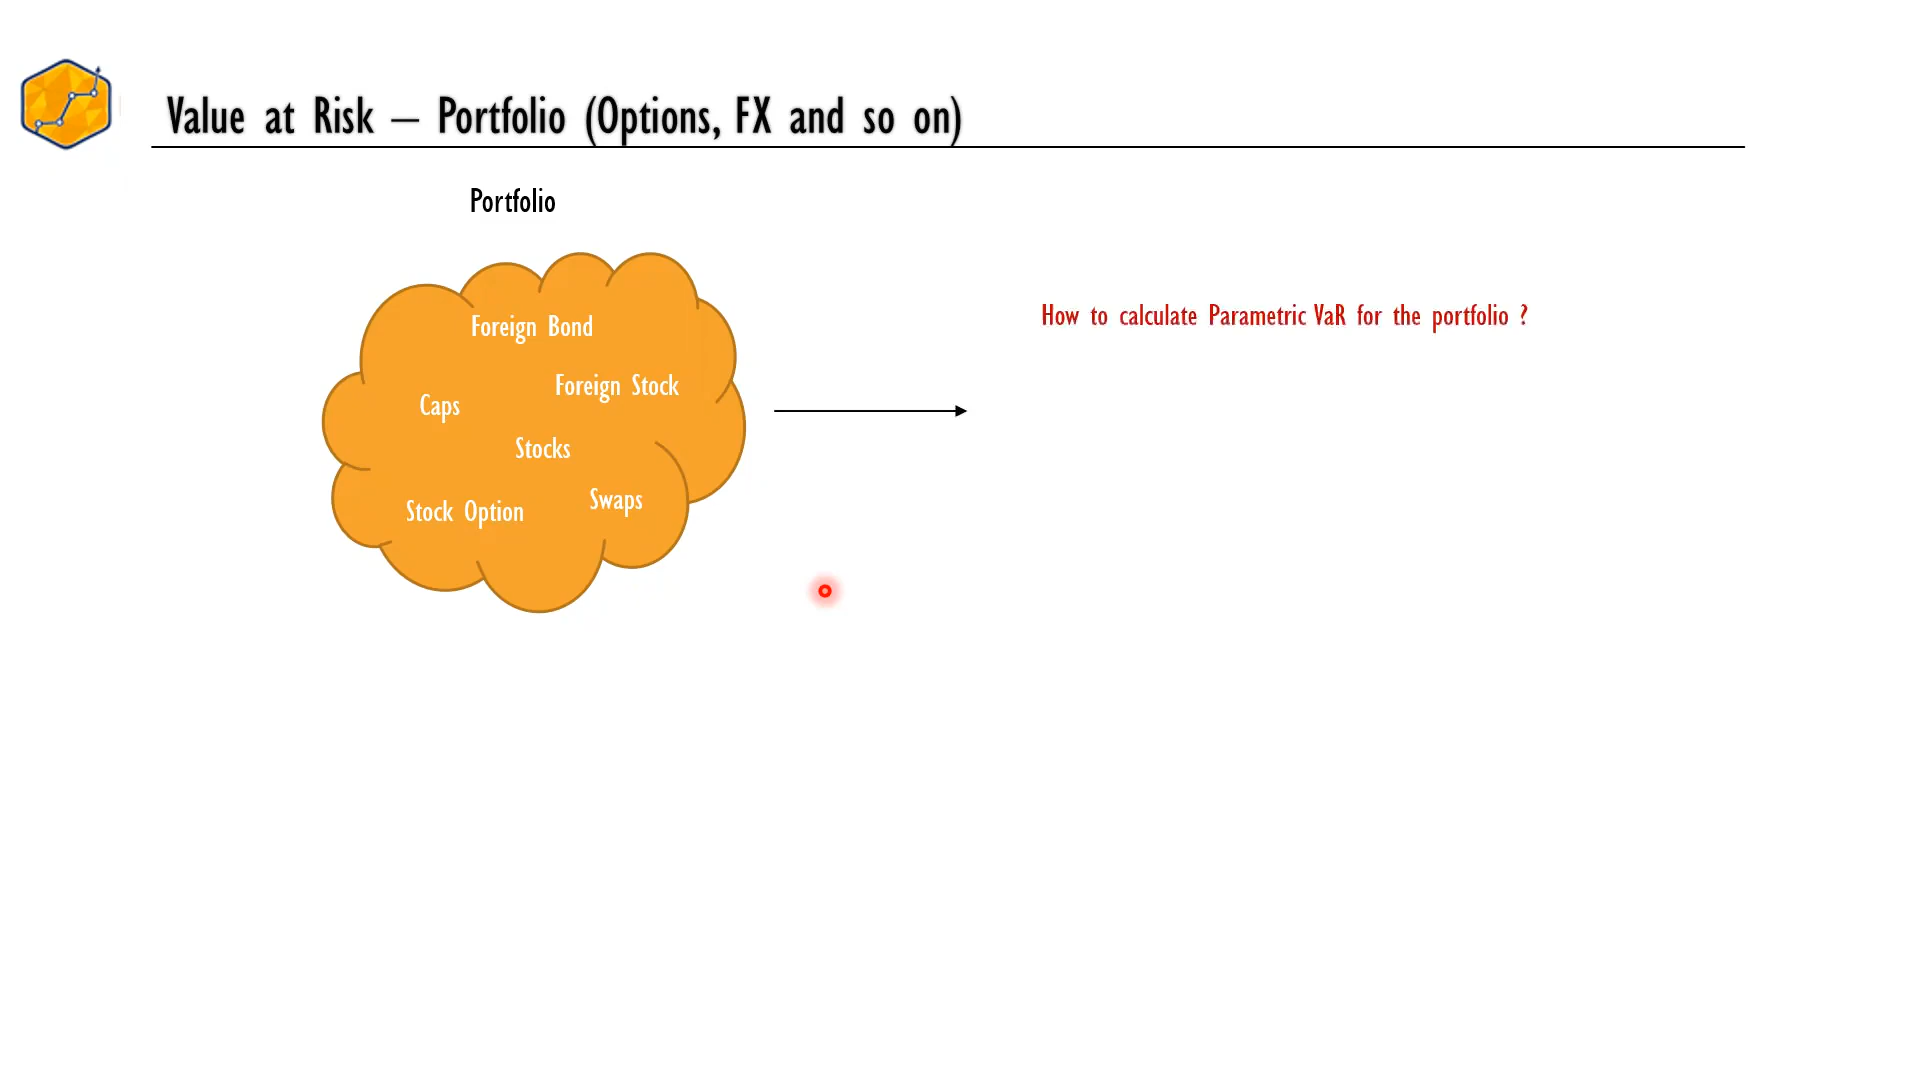 Value at Risk – Portfolio (Options, FX and so on)
Portfolio
How to calculate Parametric VaR for the portfolio ?
Foreign Bond
Foreign Stock
Caps
Stocks
Swaps
Stock Option